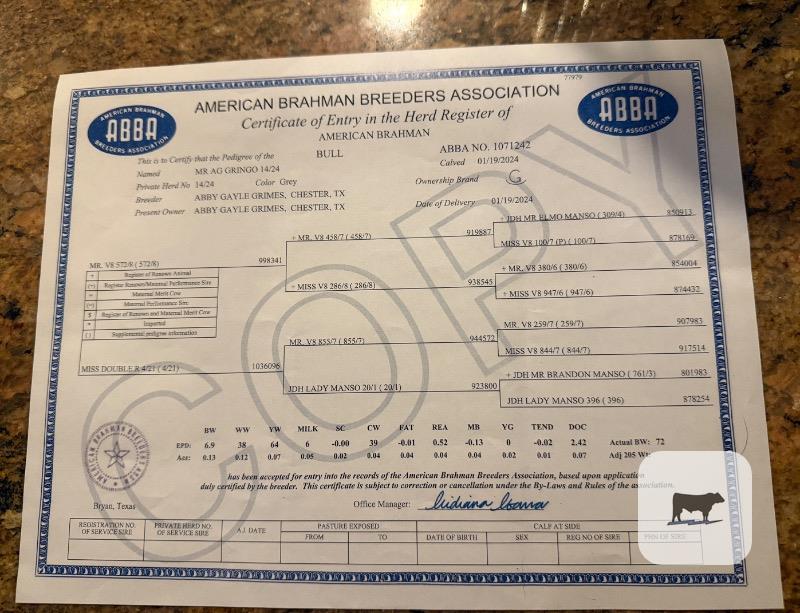 77979
AMERICAN BRAHMAN BREEDERS ASSOCIATION
Certificate of Entry in the Herd Register of
AMERICAN BRAHMAN
AMERICAN BRAHMAN
ABBA
BREEDERS ASSOCIATION
AMERICAN BRAHMAN
ABBA
BREEDERS ASSOCIATION
This is to Certify that the Pedigree of the BULL ABBA NO. 1071242
Named MR AG GRINGO 14/24 Calved 01/19/2024
Private Herd No 14/24 Color Grey Ownership Brand
Breeder ABBY GAYLE GRIMES, CHESTER, TX
Present Owner ABBY GAYLE GRIMES, CHESTER, TX Date of Delivery 01/19/2024
+ JDH MR ELMO MANSO ( 309/4) 850913
+ MR. V8 458/7 ( 458/7) 919887
MISS V8 100/7 (P) ( 100/7) 878169
MR. V8 572/8 ( 572/8) 998341
+ MR. V8 380/6 ( 380/6) 854004
MISS V8 286/8 ( 286/8) 938545
+ MISS V8 947/6 ( 947/6) 874432
+ Register of Renown Animal
Register Renown/Maternal Performance Sire
Maternal Merit Cow
Maternal Performance Sire
$ Register of Renown and Maternal Merit Cow
* Imported
( ) Supplemental pedigree information
MR. V8 259/7 ( 259/7) 907983
MR. V8 855/7 ( 855/7) 944572
MISS V8 844/7 ( 844/7) 917514
MISS DOUBLE R 4/21 ( 4/21) 1036096
+ JDH MR BRANDON MANSO ( 761/3) 801983
JDH LADY MANSO 20/1 ( 20/1) 923800
JDH LADY MANSO 396 ( 396) 878254
BW WW YW MILK SC CW FAT REA MB YG TEND DOC
EPD: 6.9 38 64 6 -0.00 39 -0.01 0.52 -0.13 0 -0.02 2.42 Actual BW: 72
Acc: 0.13 0.12 0.07 0.05 0.02 0.04 0.04 0.04 0.04 0.02 0.01 0.07 Adj 205 Wt:
has been accepted for entry into the records of the American Brahman Breeders Association, based upon application
duly certified by the breeder. This certificate is subject to correction or cancellation under the By-Laws and Rules of the association.
Bryan, Texas Office Manager:
REGISTRATION NO. OF SERVICE SIRE PRIVATE HERD NO. OF SERVICE SIRE A.I. DATE PASTURE EXPOSED CALF AT SIDE
FROM TO DATE OF BIRTH SEX REG NO OF SIRE PHN OF SIRE
AMERICAN BRAHMAN BREEDERS ASSN
COPY